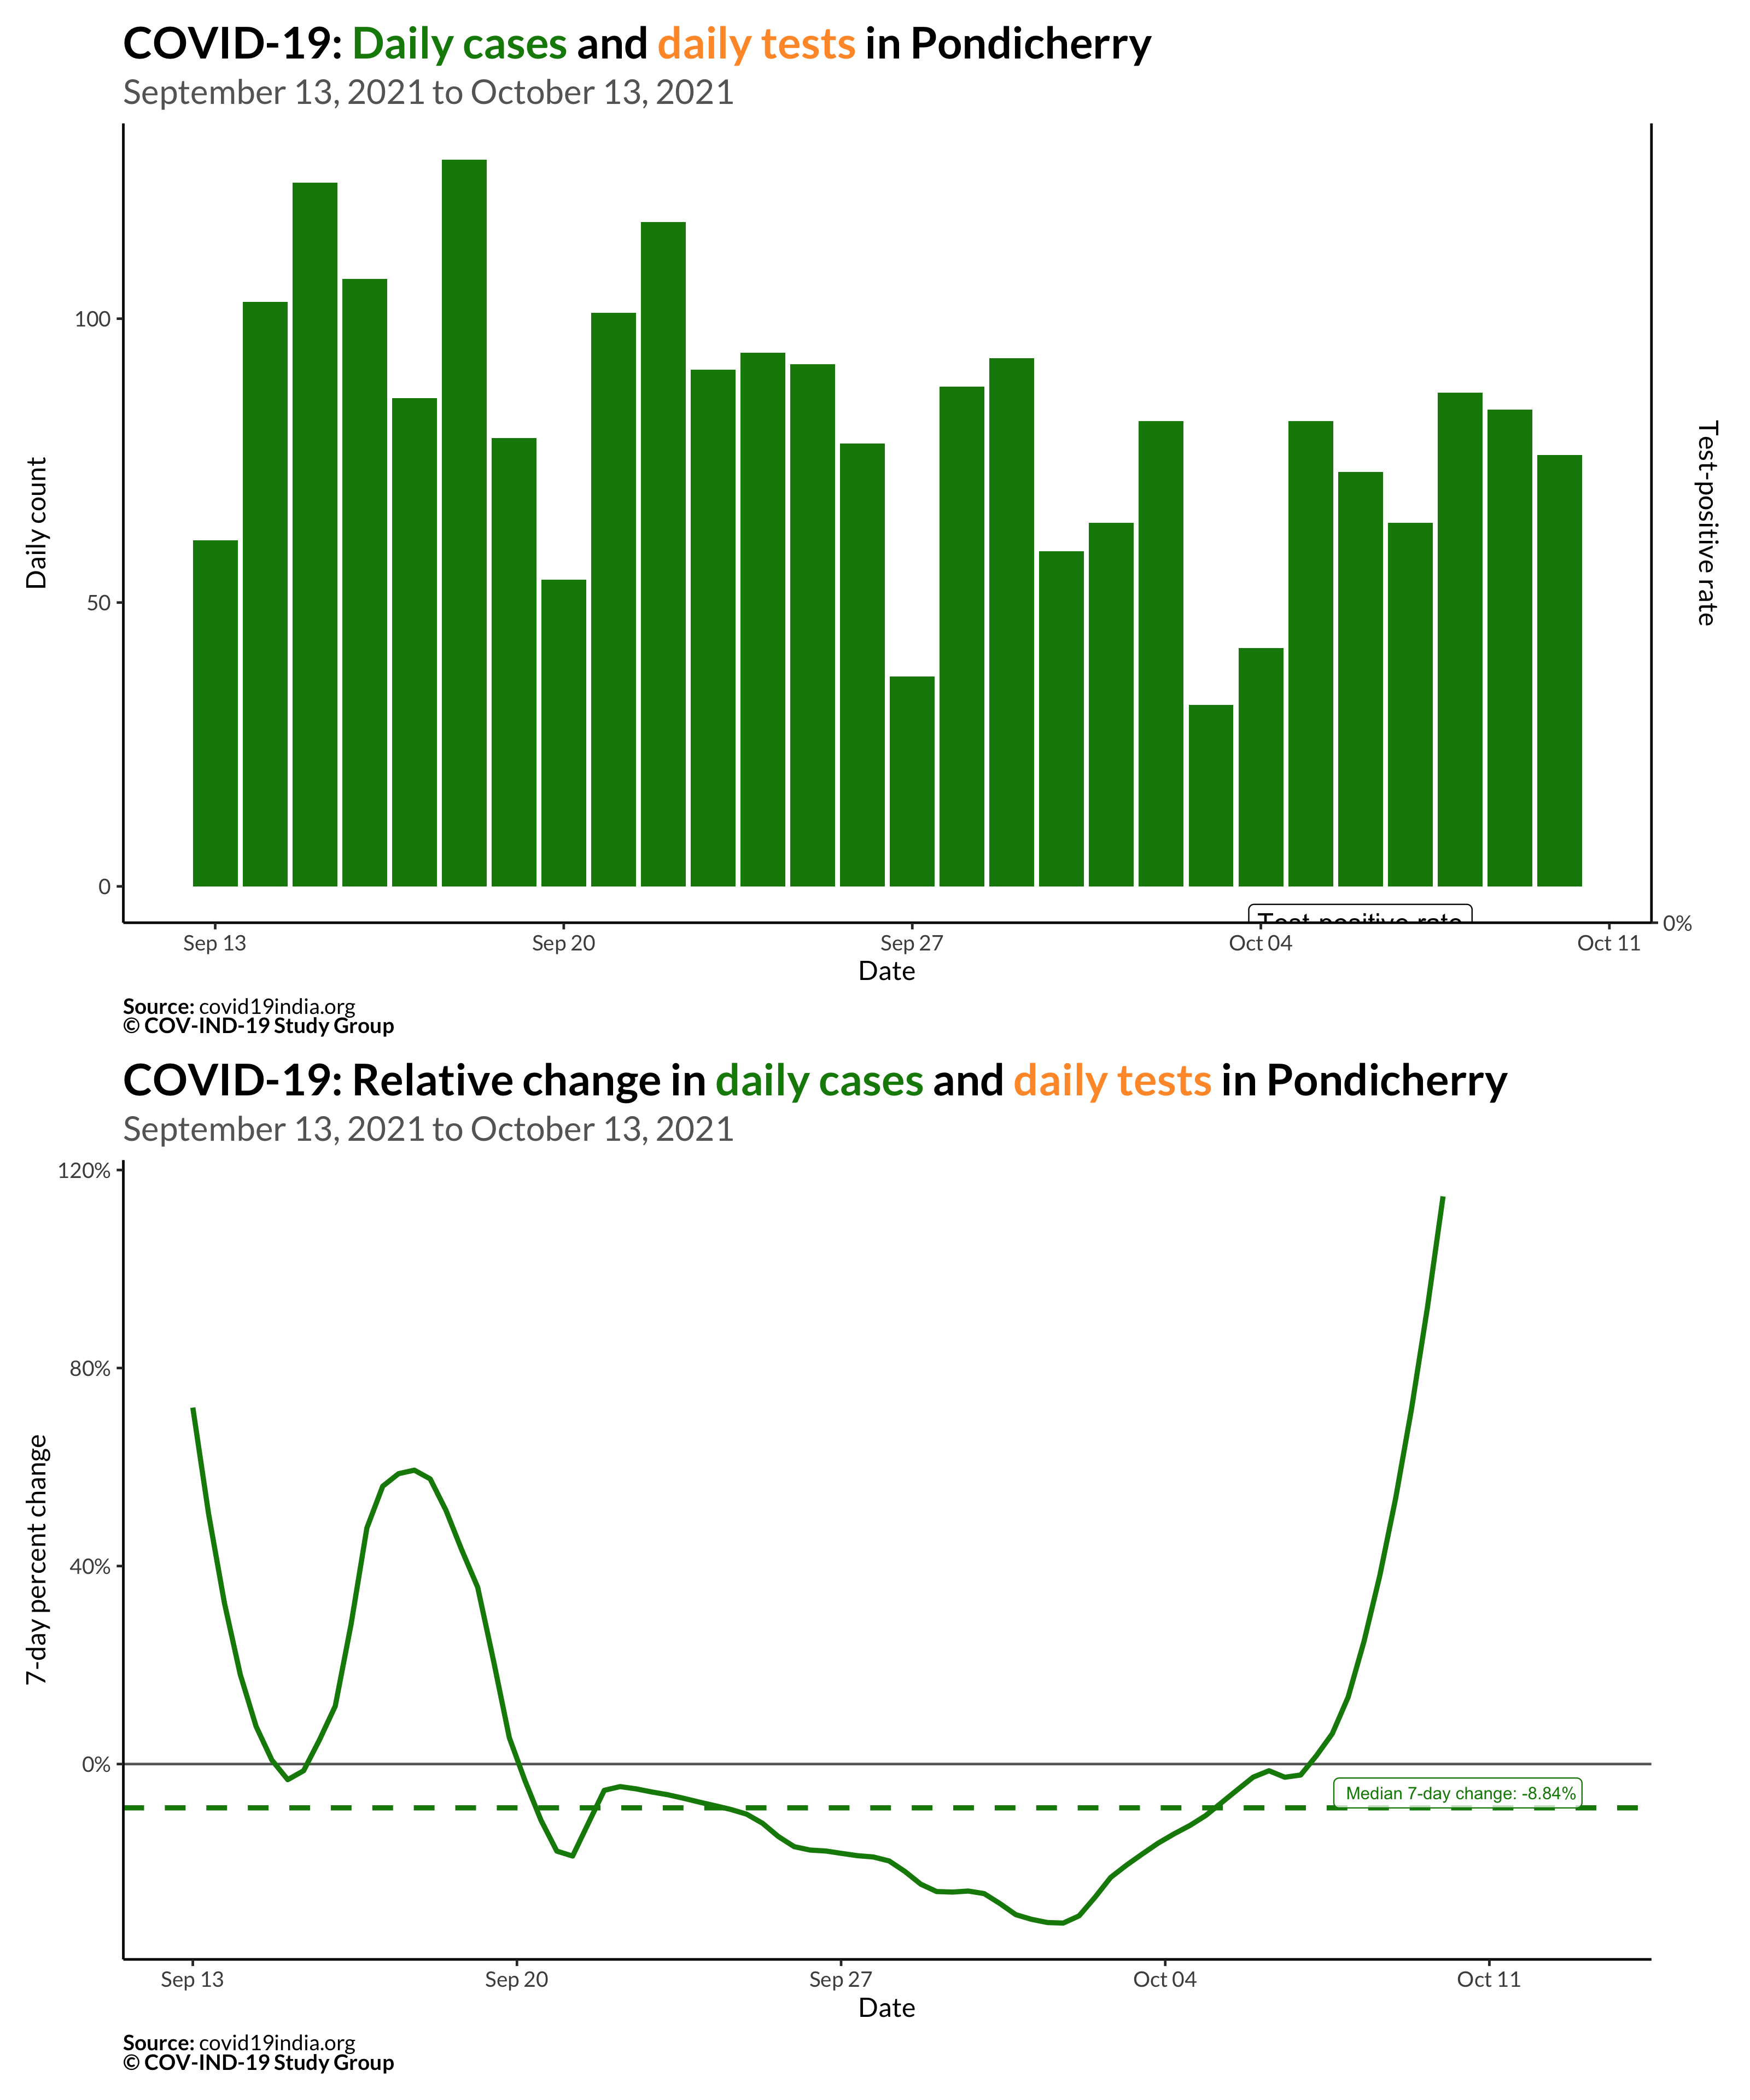 COVID-19: Daily cases and daily tests in Pondicherry
September 13, 2021 to October 13, 2021
Daily count
100
50
0
Test-positive rate
Test-positive rate
0%
Sep 13
Sep 20
Sep 27
Oct 04
Oct 11
Date
Source: covid19india.org
© COV-IND-19 Study Group
COVID-19: Relative change in daily cases and daily tests in Pondicherry
September 13, 2021 to October 13, 2021
7-day percent change
120%
80%
40%
0%
Median 7-day change: -8.84%
Sep 13
Sep 20
Sep 27
Oct 04
Oct 11
Date
Source: covid19india.org
© COV-IND-19 Study Group